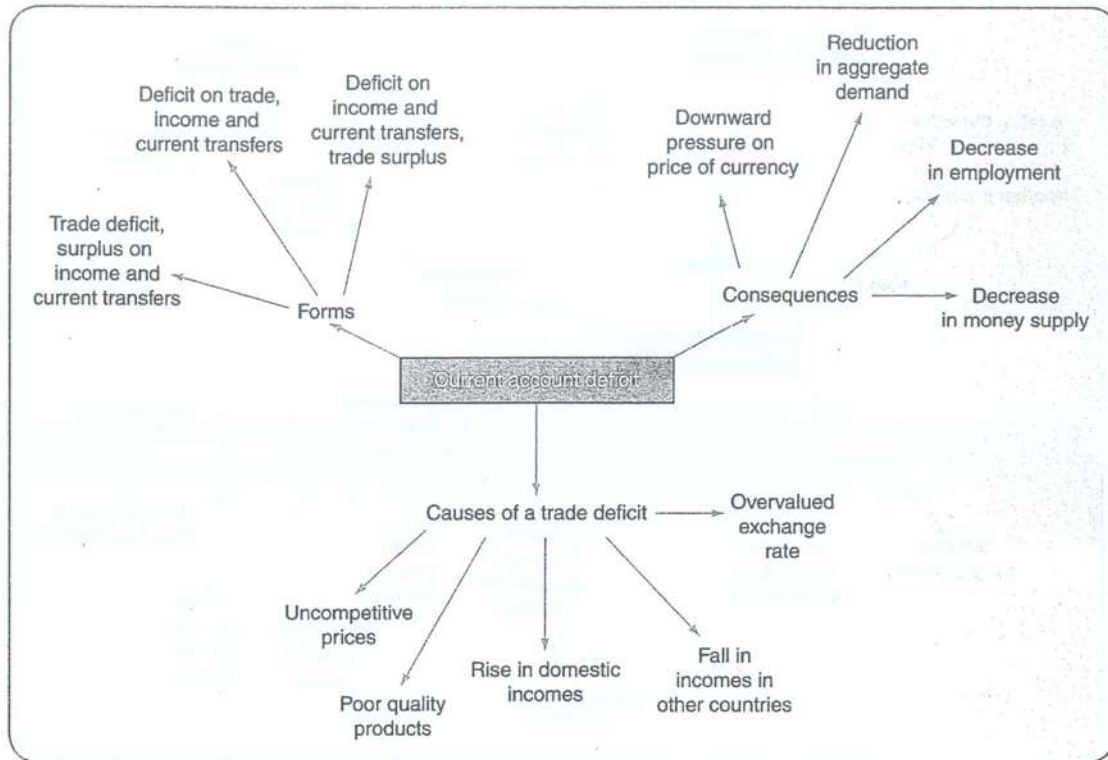 Deficit on trade,
income and
current transfers
Deficit on
income and
current transfers,
trade surplus
Trade deficit,
surplus on
income and
current transfers
Forms
Reduction
in aggregate
demand
Downward
pressure on
price of currency
Decrease
in employment
Consequences
Decrease
in money supply
Current account deficit
Causes of a trade deficit
Overvalued
exchange
rate
Uncompetitive
prices
Poor quality
products
Rise in domestic
incomes
Fall in
incomes in
other countries